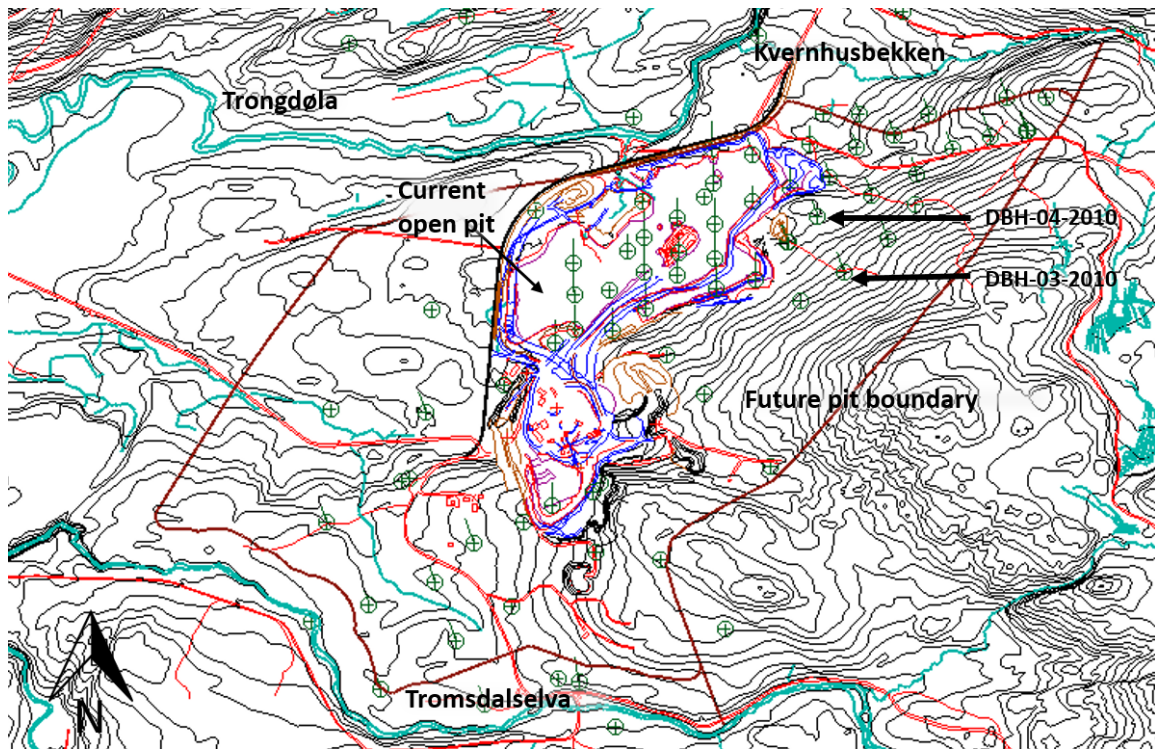 Kvernhusbekken
Trongdøla
Current
open pit
DBH-04-2010
DBH-03-2010
Future pit boundary
Tromsdalselva
N